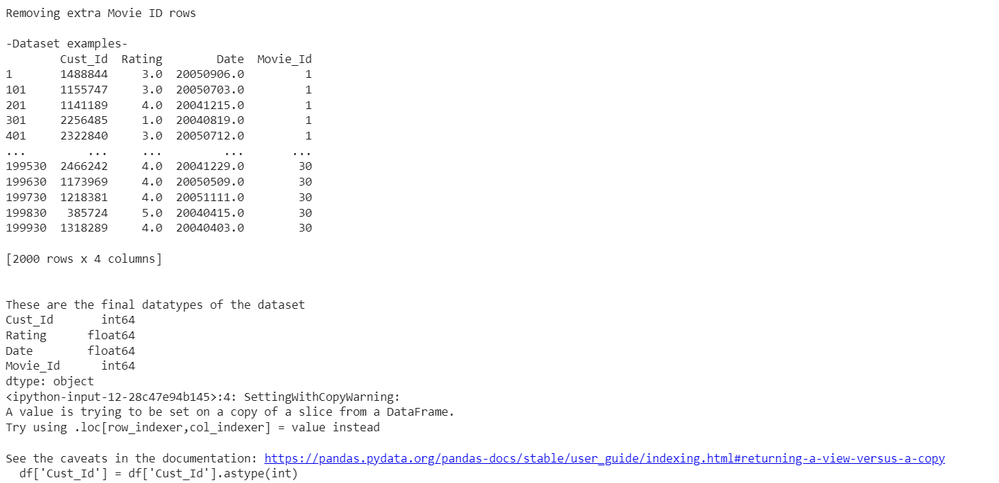 Removing extra Movie ID rows

-Dataset examples-
        Cust_Id  Rating        Date  Movie_Id
1       1488844     3.0  20050906.0         1
101     1155747     3.0  20050703.0         1
201     1141189     4.0  20041215.0         1
301     2256485     1.0  20040819.0         1
401     2322840     3.0  20050712.0         1
...         ...     ...         ...       ...
199530  2466242     4.0  20041229.0        30
199630  1173969     4.0  20050509.0        30
199730  1218381     4.0  20051111.0        30
199830   385724     5.0  20040415.0        30
199930  1318289     4.0  20040403.0        30

[2000 rows x 4 columns]

These are the final datatypes of the dataset
Cust_Id       int64
Rating      float64
Date        float64
Movie_Id      int64
dtype: object
<ipython-input-12-28c47e94b145>:4: SettingWithCopyWarning:
A value is trying to be set on a copy of a slice from a DataFrame.
Try using .loc[row_indexer,col_indexer] = value instead

See the caveats in the documentation: https://pandas.pydata.org/pandas-docs/stable/user_guide/indexing.html#returning-a-view-versus-a-copy
  df['Cust_Id'] = df['Cust_Id'].astype(int)